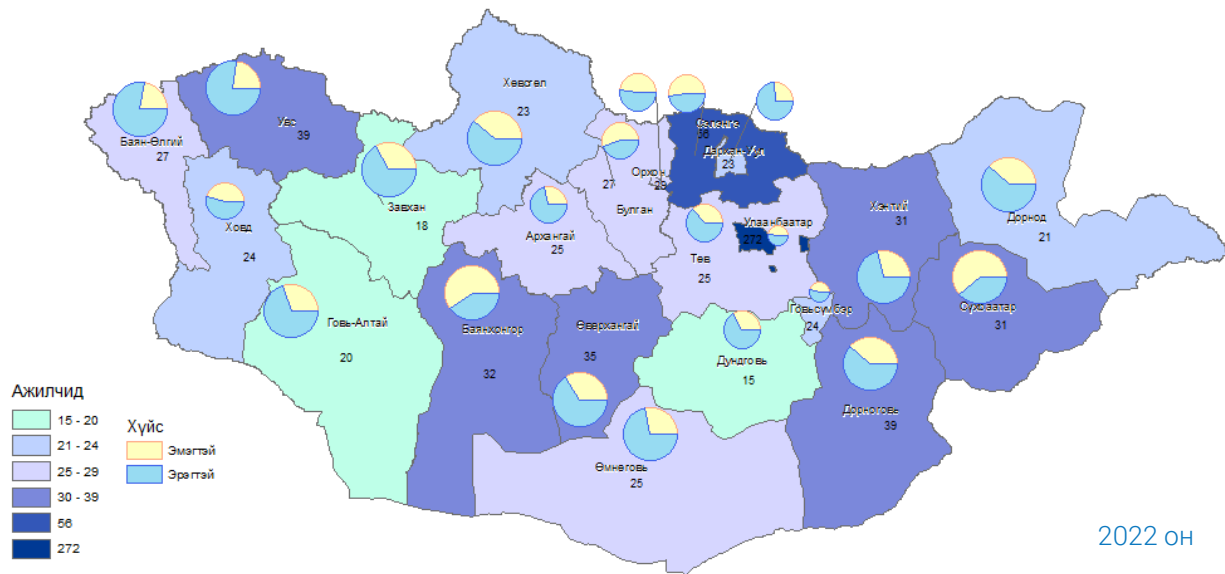 Хөвсгөл
23
Увс
39
Баян-Өлгий
27
Сэлэнгэ
56
Дархан-Уул
23
Орхон
29
27
Булган
Завхан
18
Ховд
24
Архангай
25
Улаанбаатар
272
Төв
25
Хэнтий
31
Дорнод
21
Говь-Алтай
20
Баянхонгор
32
Өвөрхангай
35
Говьсүмбэр
24
Сүхбаатар
31
Дундговь
15
Дорноговь
39
Өмнөговь
25
Ажилчид
15 - 20
21 - 24
25 - 29
30 - 39
56
272
Хүйс
Эмэгтэй
Эрэгтэй
2022 он